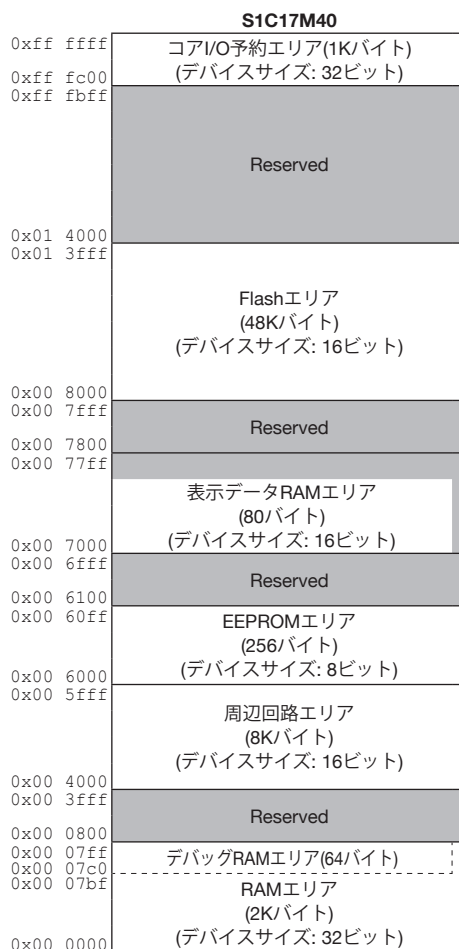 S1C17M40
0xff ffff
コアI/O予約エリア(1Kバイト)
(デバイスサイズ: 32ビット)
0xff fc00
0xff fbff
Reserved
0x01 4000
0x01 3fff
Flashエリア
(48Kバイト)
(デバイスサイズ: 16ビット)
0x00 8000
0x00 7fff
Reserved
0x00 7800
0x00 77ff
表示データRAMエリア
(80バイト)
(デバイスサイズ: 16ビット)
0x00 7000
0x00 6fff
Reserved
0x00 6100
0x00 60ff
EEPROMエリア
(256バイト)
(デバイスサイズ: 8ビット)
0x00 6000
0x00 5fff
周辺回路エリア
(8Kバイト)
(デバイスサイズ: 16ビット)
0x00 4000
0x00 3fff
Reserved
0x00 0800
0x00 07ff
デバッグRAMエリア(64バイト)
0x00 07c0
0x00 07bf
RAMエリア
(2Kバイト)
(デバイスサイズ: 32ビット)
0x00 0000